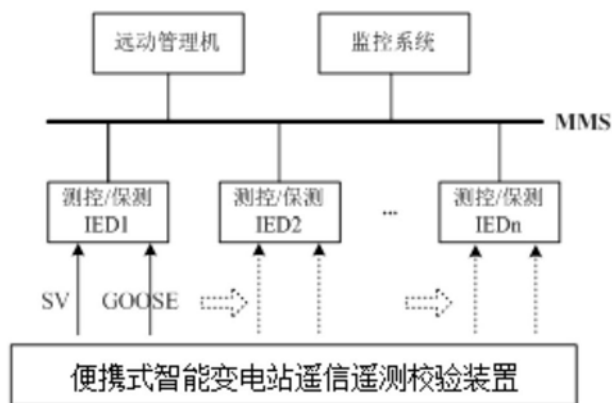 远动管理机
监控系统
MMS
测控/保测
IED1
测控/保测
IED2
...
测控/保测
IEDn
SV
GOOSE
便携式智能变电站遥信遥测校验装置